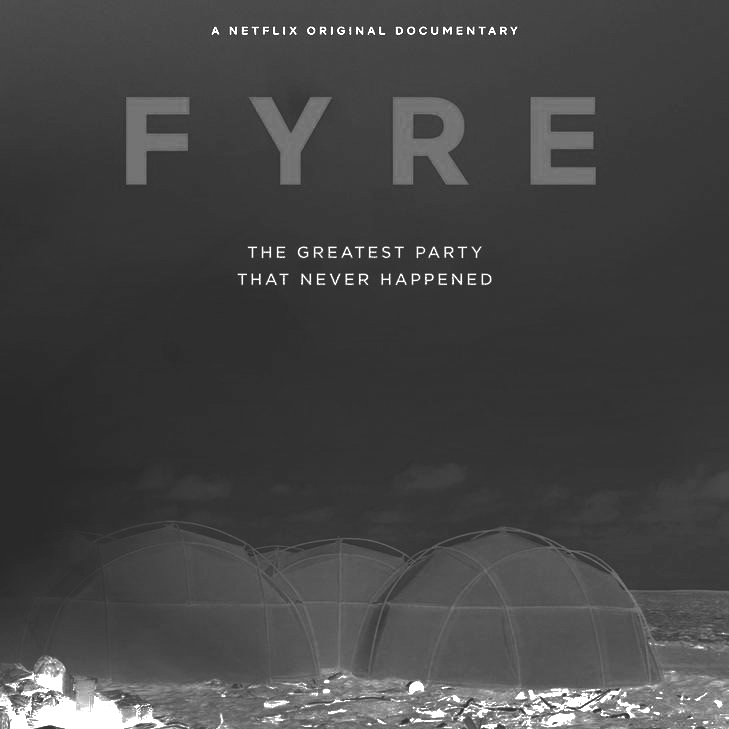 A NETFLIX ORIGINAL DOCUMENTARY
FYRE
THE GREATEST PARTY
THAT NEVER HAPPENED